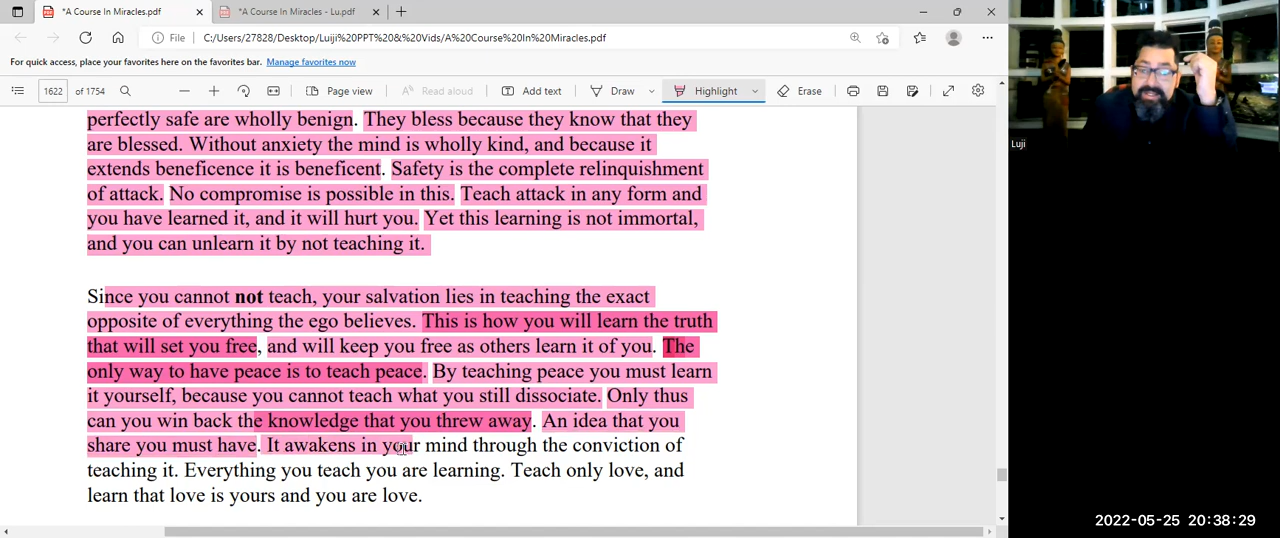 *A Course In Miracles.pdf
*A Course In Miracles - Lu.pdf
File C:/Users/27828/Desktop/Luiji%20PPT%20&%20Vids/A%20Course%20In%20Miracles.pdf
For quick access, place your favorites here on the favorites bar. Manage favorites now
1622 of 1754 Page view Read aloud Add text Draw Highlight Erase
perfectly safe are wholly benign. They bless because they know that they
are blessed. Without anxiety the mind is wholly kind, and because it
extends beneficence it is beneficent. Safety is the complete relinquishment
of attack. No compromise is possible in this. Teach attack in any form and
you have learned it, and it will hurt you. Yet this learning is not immortal,
and you can unlearn it by not teaching it.
Since you cannot not teach, your salvation lies in teaching the exact
opposite of everything the ego believes. This is how you will learn the truth
that will set you free, and will keep you free as others learn it of you. The
only way to have peace is to teach peace. By teaching peace you must learn
it yourself, because you cannot teach what you still dissociate. Only thus
can you win back the knowledge that you threw away. An idea that you
share you must have. It awakens in your mind through the conviction of
teaching it. Everything you teach you are learning. Teach only love, and
learn that love is yours and you are love.
Luji
2022-05-25 20:38:29